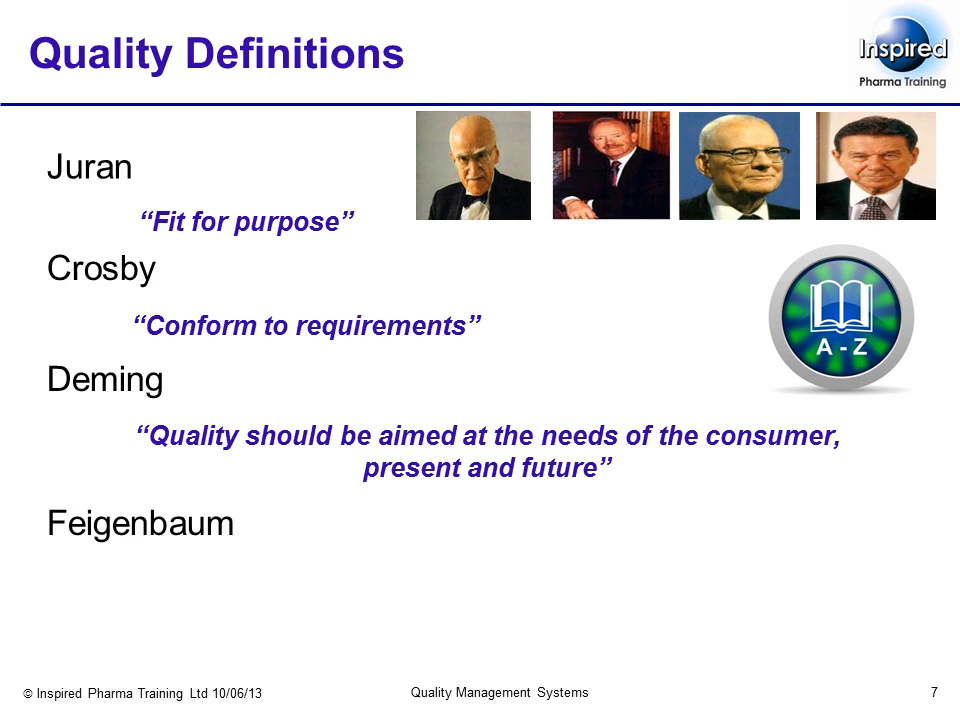 Quality Definitions
Inspired
Pharma Training
Juran
“Fit for purpose”
Crosby
“Conform to requirements”
A - Z
Deming
“Quality should be aimed at the needs of the consumer,
present and future”
Feigenbaum
© Inspired Pharma Training Ltd 10/06/13
Quality Management Systems
7